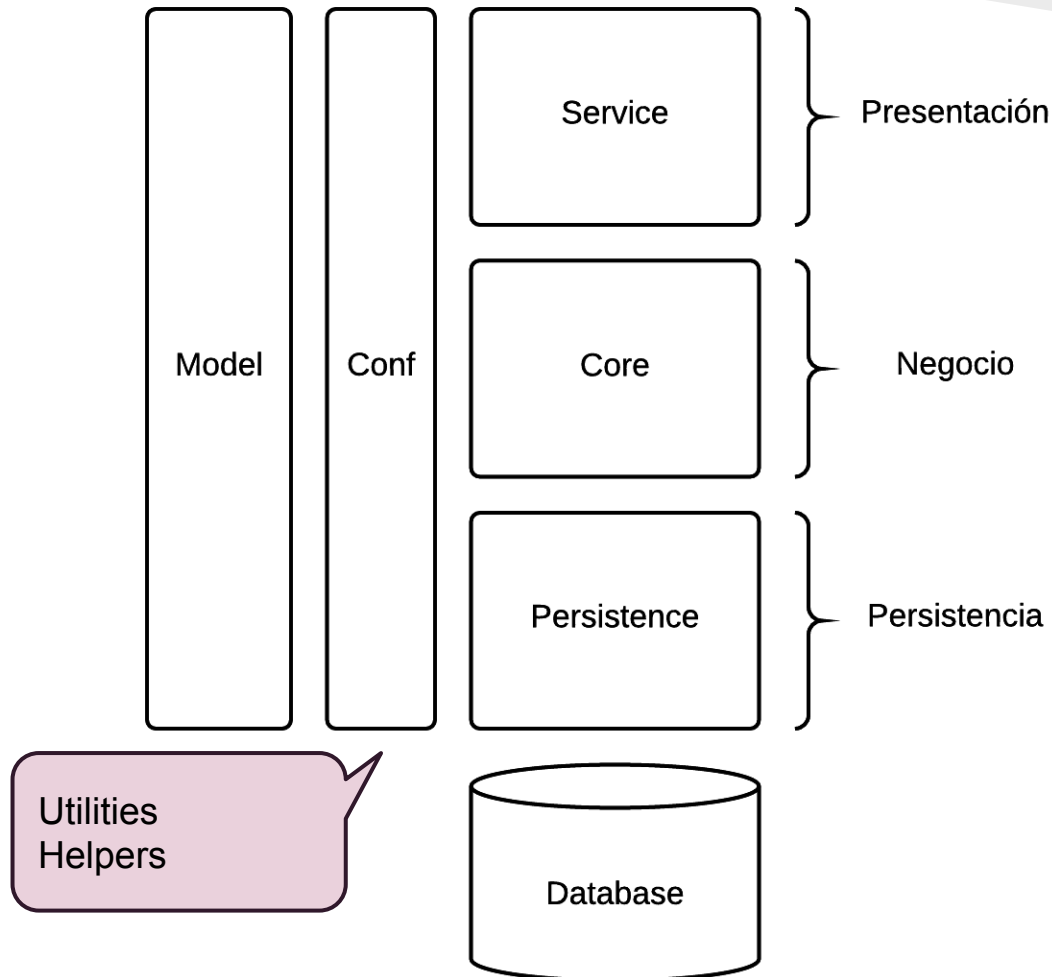 Service
Presentación
Model
Conf
Core
Negocio
Persistence
Persistencia
Utilities
Helpers
Database